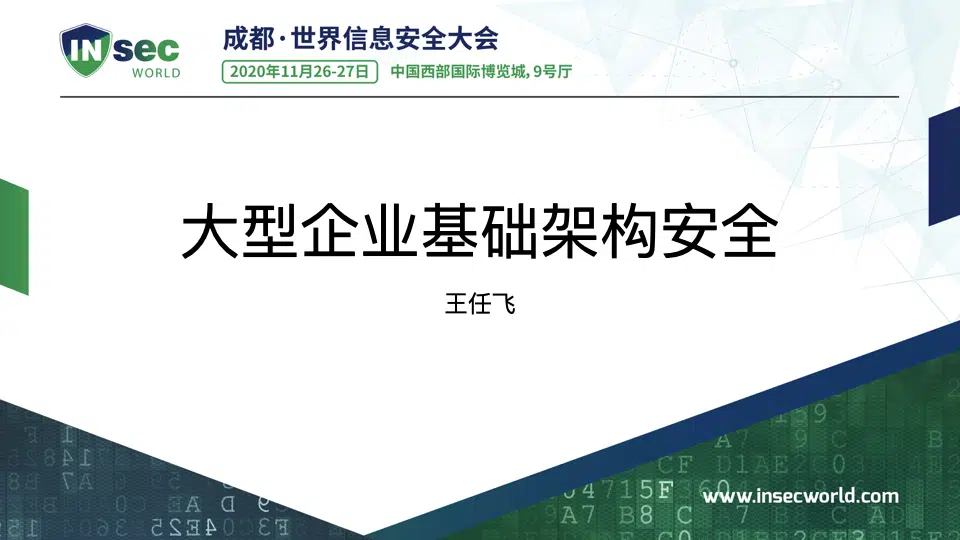 INsec
WORLD
成都·世界信息安全大会
2020年11月26-27日
中国西部国际博览城,9号厅
大型企业基础架构安全
王任飞
www.insecworld.com